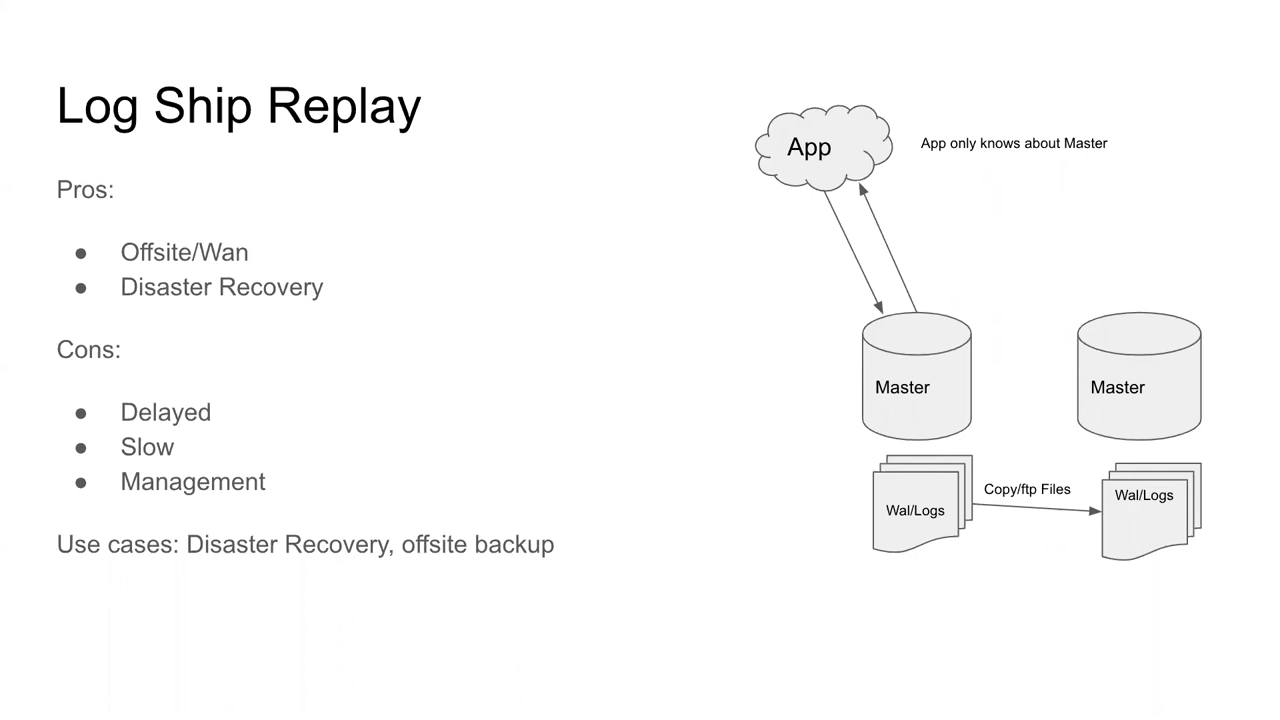 Log Ship Replay
Pros:
● Offsite/Wan
● Disaster Recovery
Cons:
● Delayed
● Slow
● Management
Use cases: Disaster Recovery, offsite backup
App
App only knows about Master
Master
Master
Wal/Logs
Copy/ftp Files
Wal/Logs